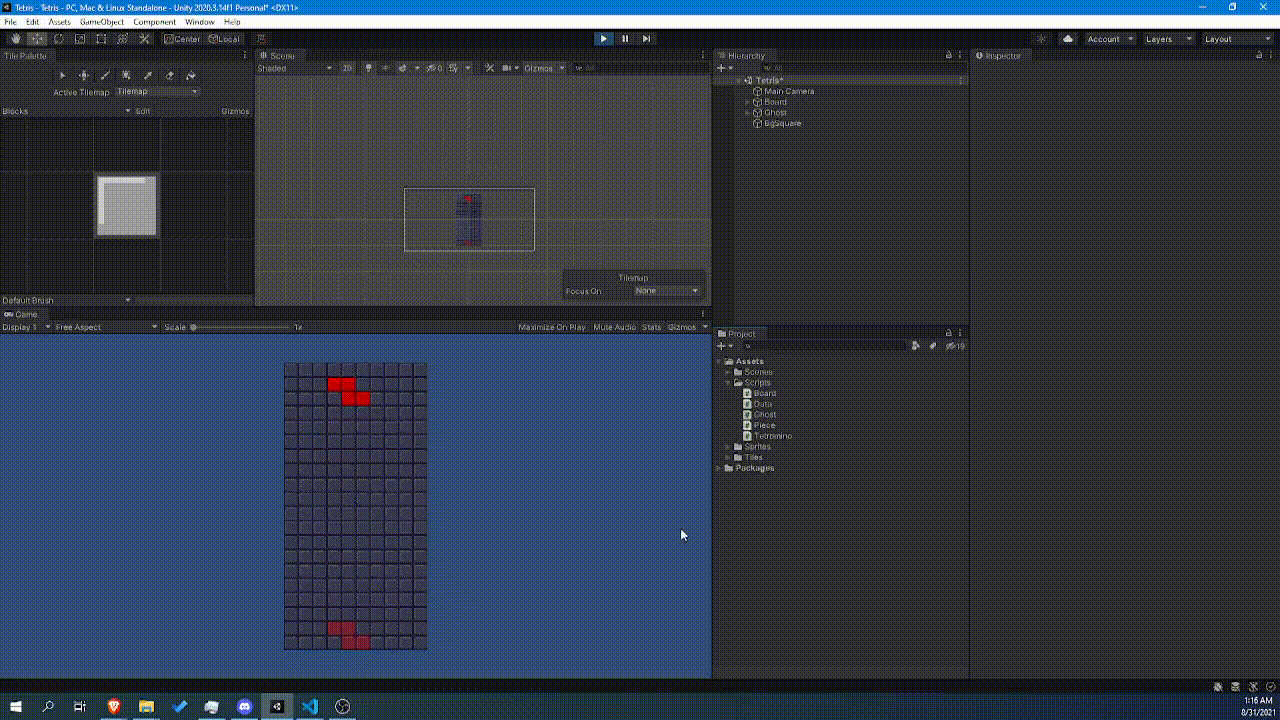 Tetris - Tetris - PC, Mac & Linux Standalone - Unity 2020.3.14f1 Personal* <DX11>
File Edit Assets GameObject Component Window Help
Center Local Account Layers Layout
Tile Palette
Active Tilemap Tilemap
Blocks Edit Gizmos
Default Brush
Scene
Shaded 2D 0 Gizmos All
Tilemap
Focus On None
Game
Display 1 Free Aspect Scale 1x Maximize On Play Mute Audio Stats Gizmos
Hierarchy
All
Tetris*
Main Camera
Board
Ghost
BgSquare
Project
19
Assets
Scenes
Scripts
Board
Data
Ghost
Piece
Tetromino
Sprites
Tiles
Packages
Inspector
1:16 AM
8/31/2021